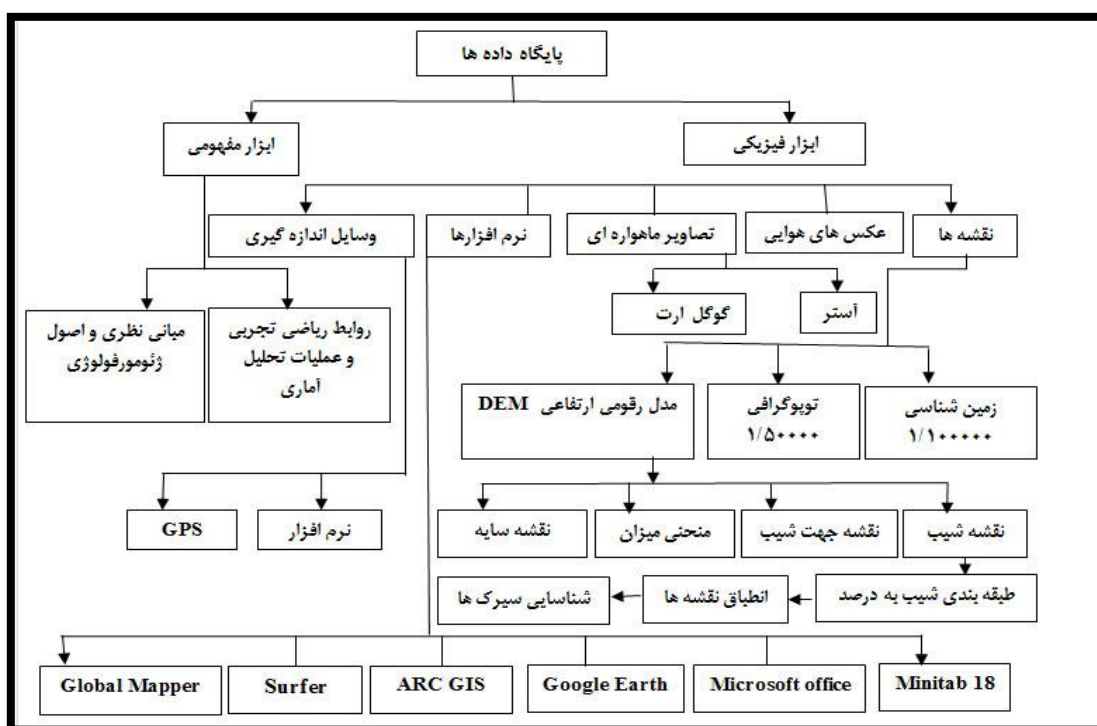 پایگاه داده ها
ابزار فیزیکی
ابزار مفهومی
نقشه ها
عکس های هوایی
تصاویر ماهواره ای
نرم افزارها
وسایل اندازه گیری
آستر
گوگل ارت
روابط ریاضی تجربی
و عملیات تحلیل
آماری
مبانی نظری و اصول
ژئومورفولوژی
زمین شناسی
۱/۱۰۰۰۰۰
توپوگرافی
۱/۵۰۰۰۰
مدل رقومی ارتفاعی DEM
نقشه شیب
نقشه جهت شیب
منحنی میزان
نقشه سایه
نرم افزار
GPS
طبقه بندی شیب به درصد
انطباق نقشه ها
شناسایی سیرک ها
Global Mapper
Surfer
ARC GIS
Google Earth
Microsoft office
Minitab 18